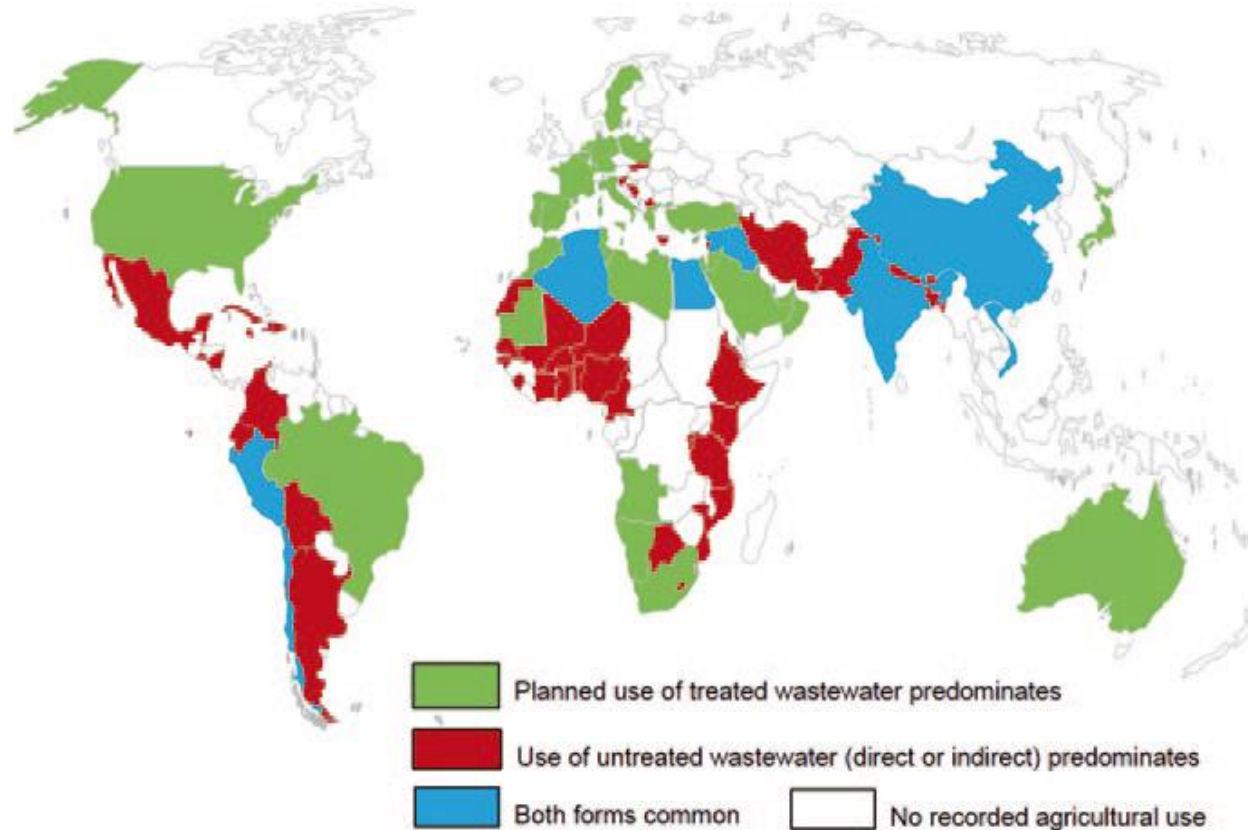 Planned use of treated wastewater predominates
Use of untreated wastewater (direct or indirect) predominates
Both forms common
No recorded agricultural use